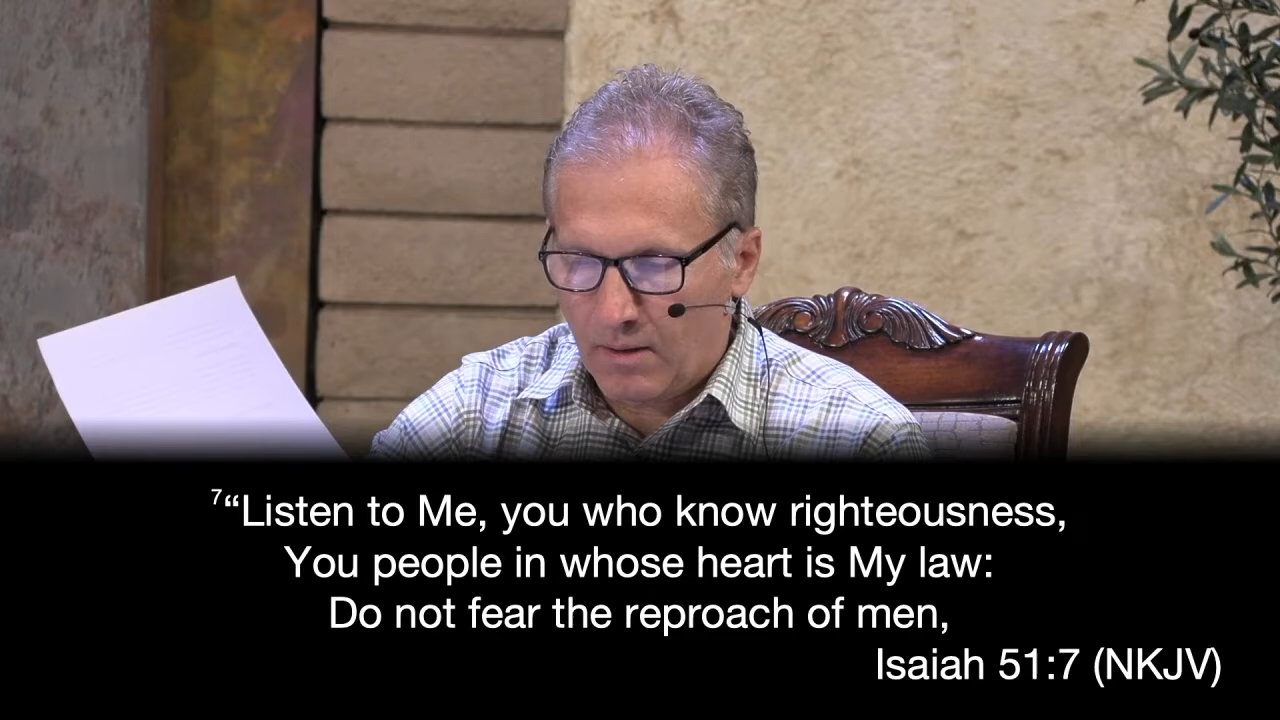 7“Listen to Me, you who know righteousness,
You people in whose heart is My law:
Do not fear the reproach of men,
Isaiah 51:7 (NKJV)